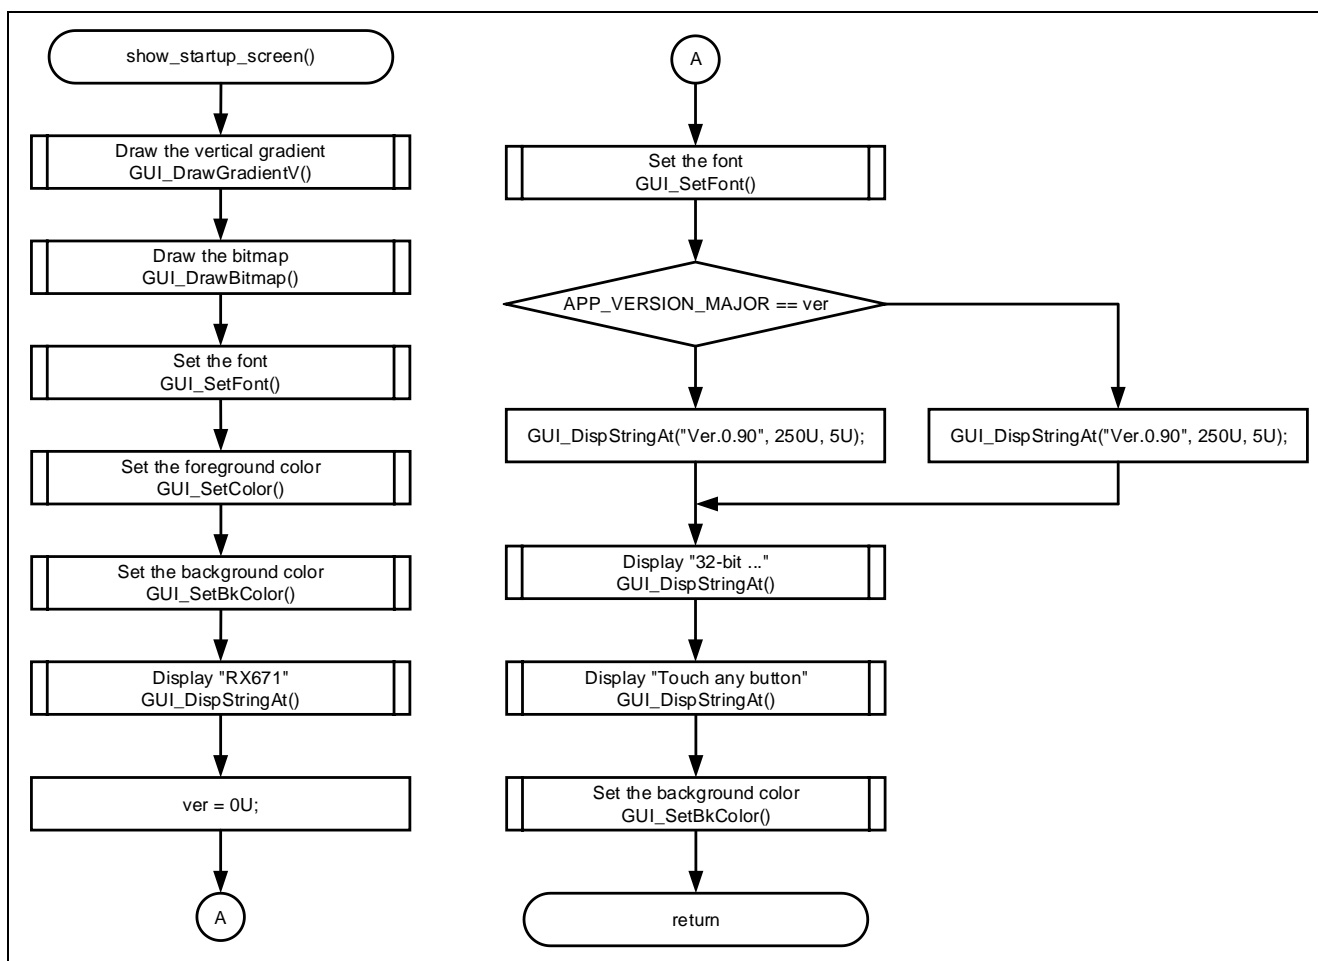 show_startup_screen()
Draw the vertical gradient
GUI_DrawGradientV()
Draw the bitmap
GUI_DrawBitmap()
Set the font
GUI_SetFont()
Set the foreground color
GUI_SetColor()
Set the background color
GUI_SetBkColor()
Display "RX671"
GUI_DispStringAt()
ver = 0U;
A
A
Set the font
GUI_SetFont()
APP_VERSION_MAJOR == ver
GUI_DispStringAt("Ver.0.90", 250U, 5U);
GUI_DispStringAt("Ver.0.90", 250U, 5U);
Display "32-bit ..."
GUI_DispStringAt()
Display "Touch any button"
GUI_DispStringAt()
Set the background color
GUI_SetBkColor()
return